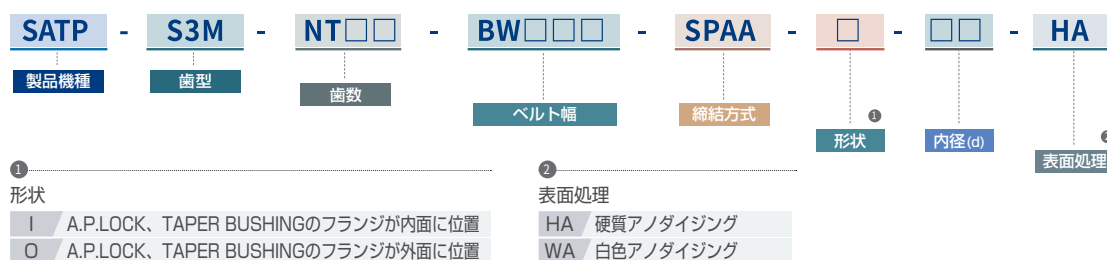 SATP - S3M - NT□□ - BW□□□ - SPAA - □ - □□ - HA
製品機種
歯型
歯数
ベルト幅
締結方式
形状 ❶
内径(d)
表面処理
❶
形状
I A.P.LOCK、TAPER BUSHINGのフランジが内面に位置
O A.P.LOCK、TAPER BUSHINGのフランジが外面に位置
❷
表面処理
HA 硬質アノダイジング
WA 白色アノダイジング